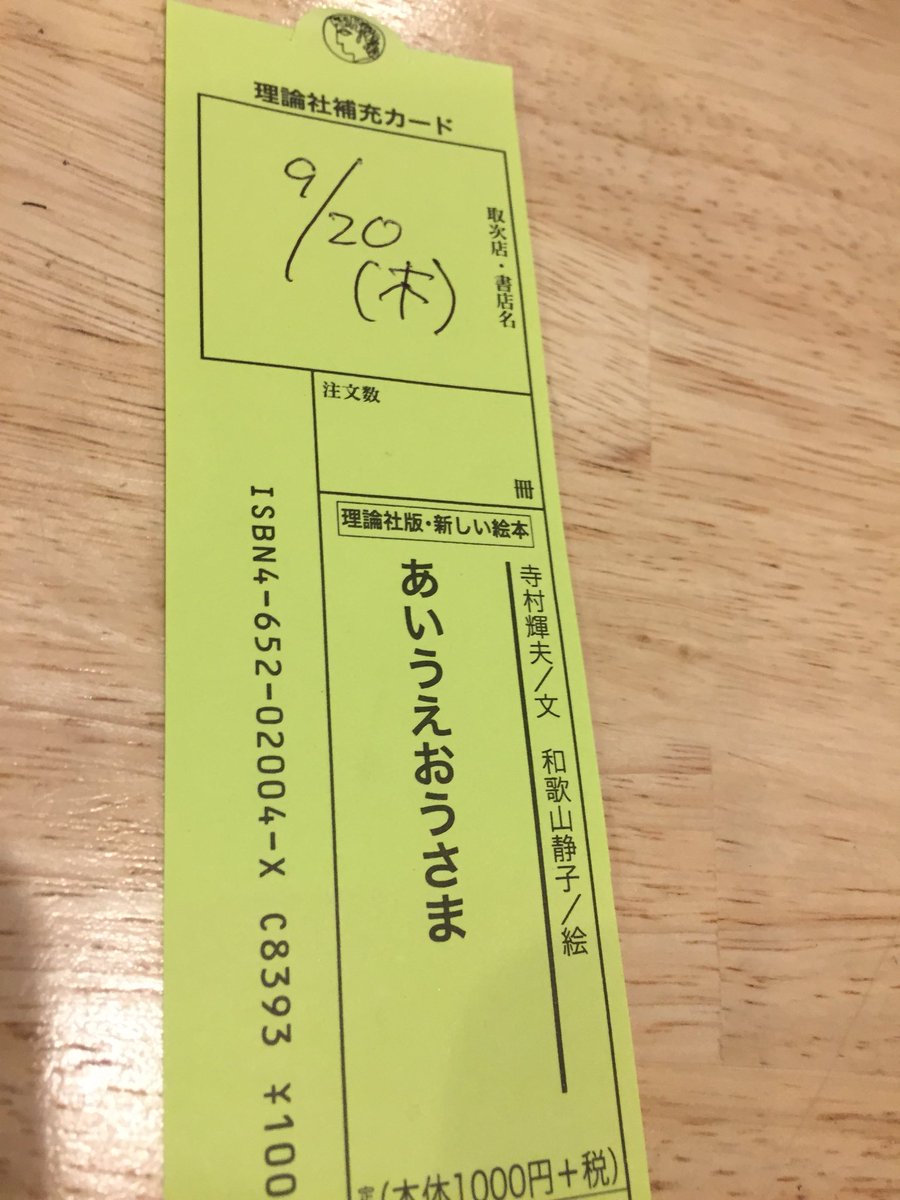 理論社補充カード
9/20
(木)
取次店・書店名
注文数
冊
理論社版・新しい絵本
寺村輝夫/文 和歌山静子/絵
あいうえおうさま
定(本体1000円+税)
ISBN4-652-02004-X C8393 ¥100